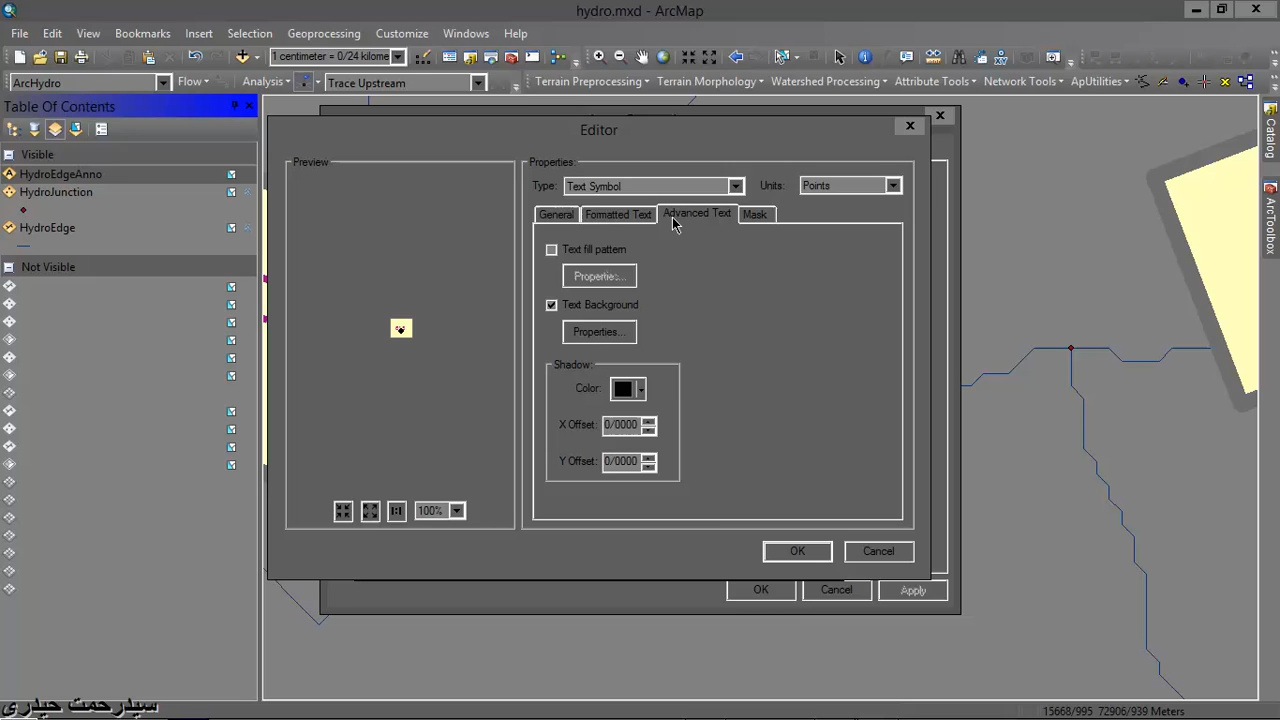 hydro.mxd - ArcMap
File Edit View Bookmarks Insert Selection Geoprocessing Customize Windows Help
1 centimeter = 0/24 kilome
ArcHydro Flow Analysis Trace Upstream Terrain Preprocessing Terrain Morphology Watershed Processing Attribute Tools Network Tools ApUtilities
Table Of Contents
Visible
HydroEdgeAnno
HydroJunction
HydroEdge
Not Visible
Editor
Preview
100%
Properties:
Type: Text Symbol Units: Points
General Formatted Text Advanced Text Mask
Text fill pattern
Properties...
Text Background
Properties...
Shadow:
Color:
X Offset: 0/0000
Y Offset: 0/0000
OK Cancel
OK Cancel Apply
Catalog
ArcToolbox
سیدرحمت حیدری
15668/995 72906/939 Meters